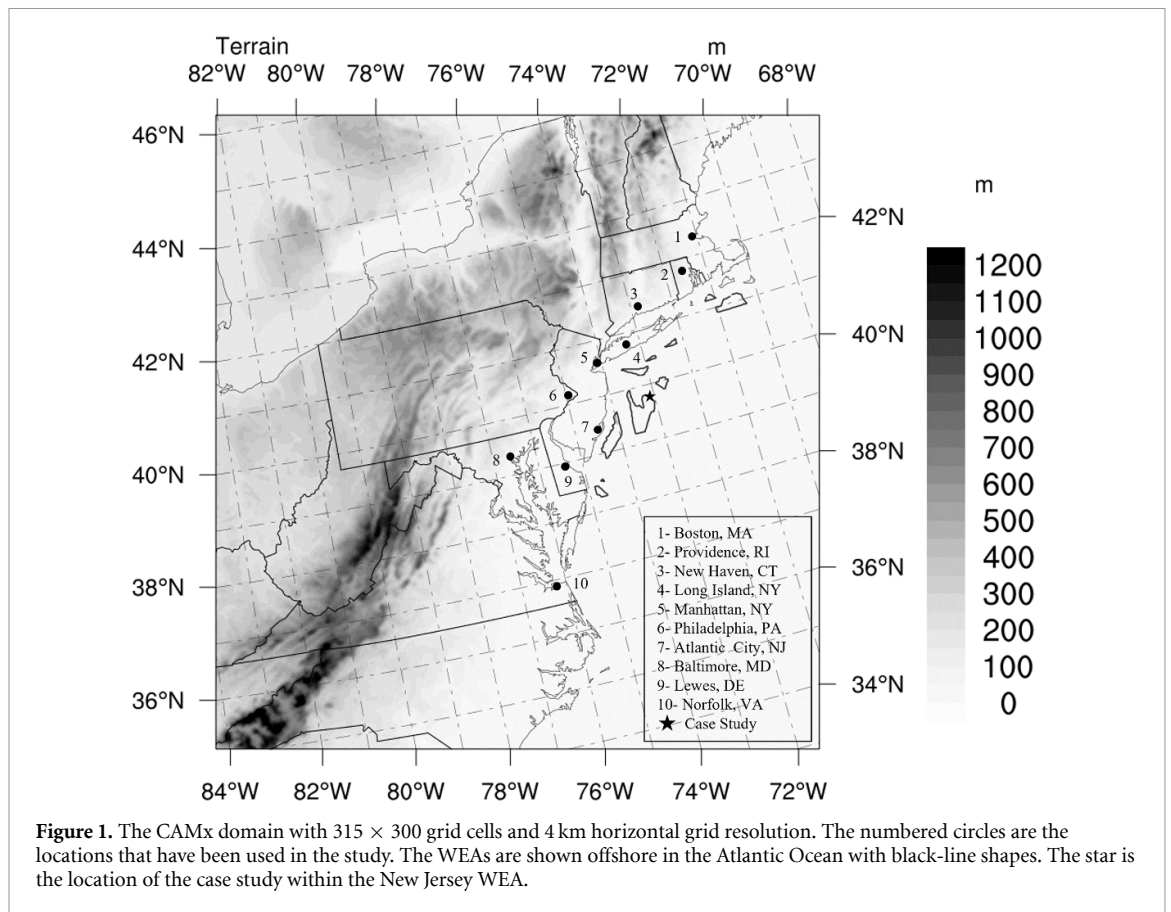 Terrain m
82°W 80°W 78°W 76°W 74°W 72°W 70°W 68°W
46°N
44°N
42°N
40°N
38°N
36°N
42°N
40°N
38°N
36°N
34°N
1
2
3
4
5
6
7
8
9
10
1- Boston, MA
2- Providence, RI
3- New Haven, CT
4- Long Island, NY
5- Manhattan, NY
6- Philadelphia, PA
7- Atlantic City, NJ
8- Baltimore, MD
9- Lewes, DE
10- Norfolk, VA
★ Case Study
84°W 82°W 80°W 78°W 76°W 74°W 72°W
m
1200
1100
1000
900
800
700
600
500
400
300
200
100
0
Figure 1. The CAMx domain with 315 × 300 grid cells and 4 km horizontal grid resolution. The numbered circles are the
locations that have been used in the study. The WEAs are shown offshore in the Atlantic Ocean with black-line shapes. The star is
the location of the case study within the New Jersey WEA.